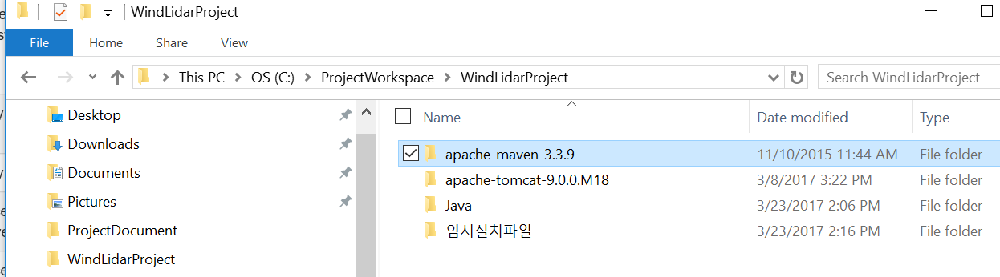 WindLidarProject
File Home Share View
This PC OS (C:) ProjectWorkspace WindLidarProject Search WindLidarProject
Name Date modified Type
Desktop
Downloads
Documents
Pictures
ProjectDocument
WindLidarProject
apache-maven-3.3.9 11/10/2015 11:44 AM File folder
apache-tomcat-9.0.0.M18 3/8/2017 3:22 PM File folder
Java 3/23/2017 2:06 PM File folder
임시설치파일 3/23/2017 2:16 PM File folder